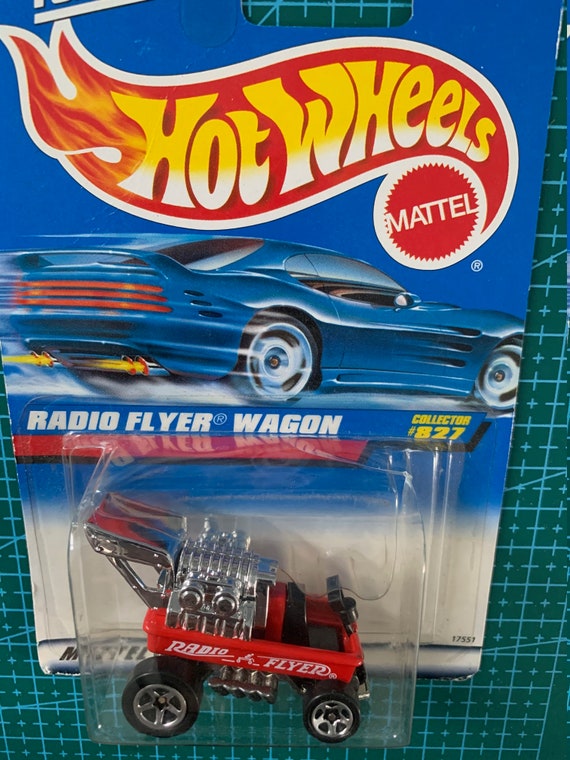 HOT WHEELS
MATTEL
®
RADIO FLYER® WAGON
COLLECTOR
#827
17551
RADIO FLYER®